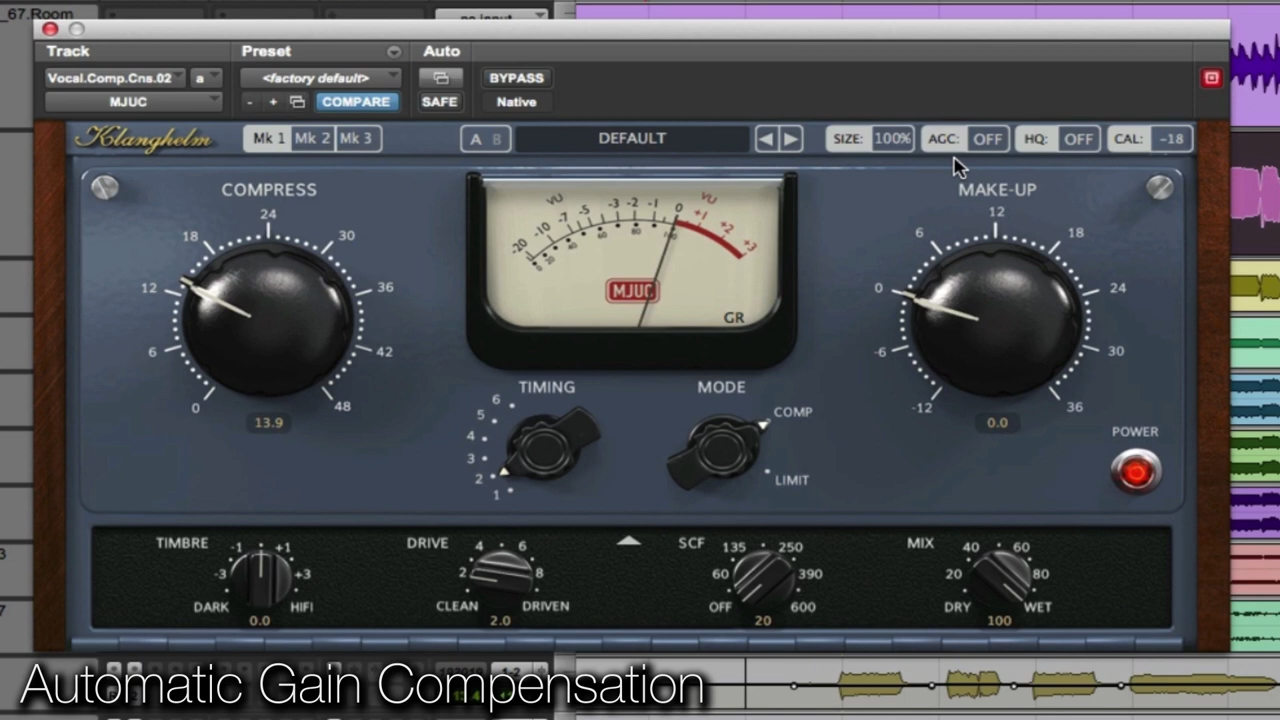 _67.Room
no input
Track
Preset
Auto
Vocal.Comp.Cns.02 a
<factory default>
BYPASS
MJUC
- +
COMPARE
SAFE
Native
Klanghelm
Mk 1 Mk 2 Mk 3
A B
DEFAULT
SIZE: 100%
AGC: OFF
HQ: OFF
CAL: -18
COMPRESS
0 6 12 18 24 30 36 42 48
13.9
VU VU
-20 -10 -7 -5 -3 -2 -1 0 +1 +2 +3
MJUC
GR
MAKE-UP
-12 -6 0 6 12 18 24 30 36
0.0
TIMING
6
5
4
3
2
1
MODE
COMP
LIMIT
POWER
TIMBRE
-3 -1 +1 +3
DARK HIFI
0.0
DRIVE
2 4 6 8
CLEAN DRIVEN
2.0
SCF
60 135 250 390
OFF 600
20
MIX
20 40 60 80
DRY WET
100
3
7
Automatic Gain Compensation